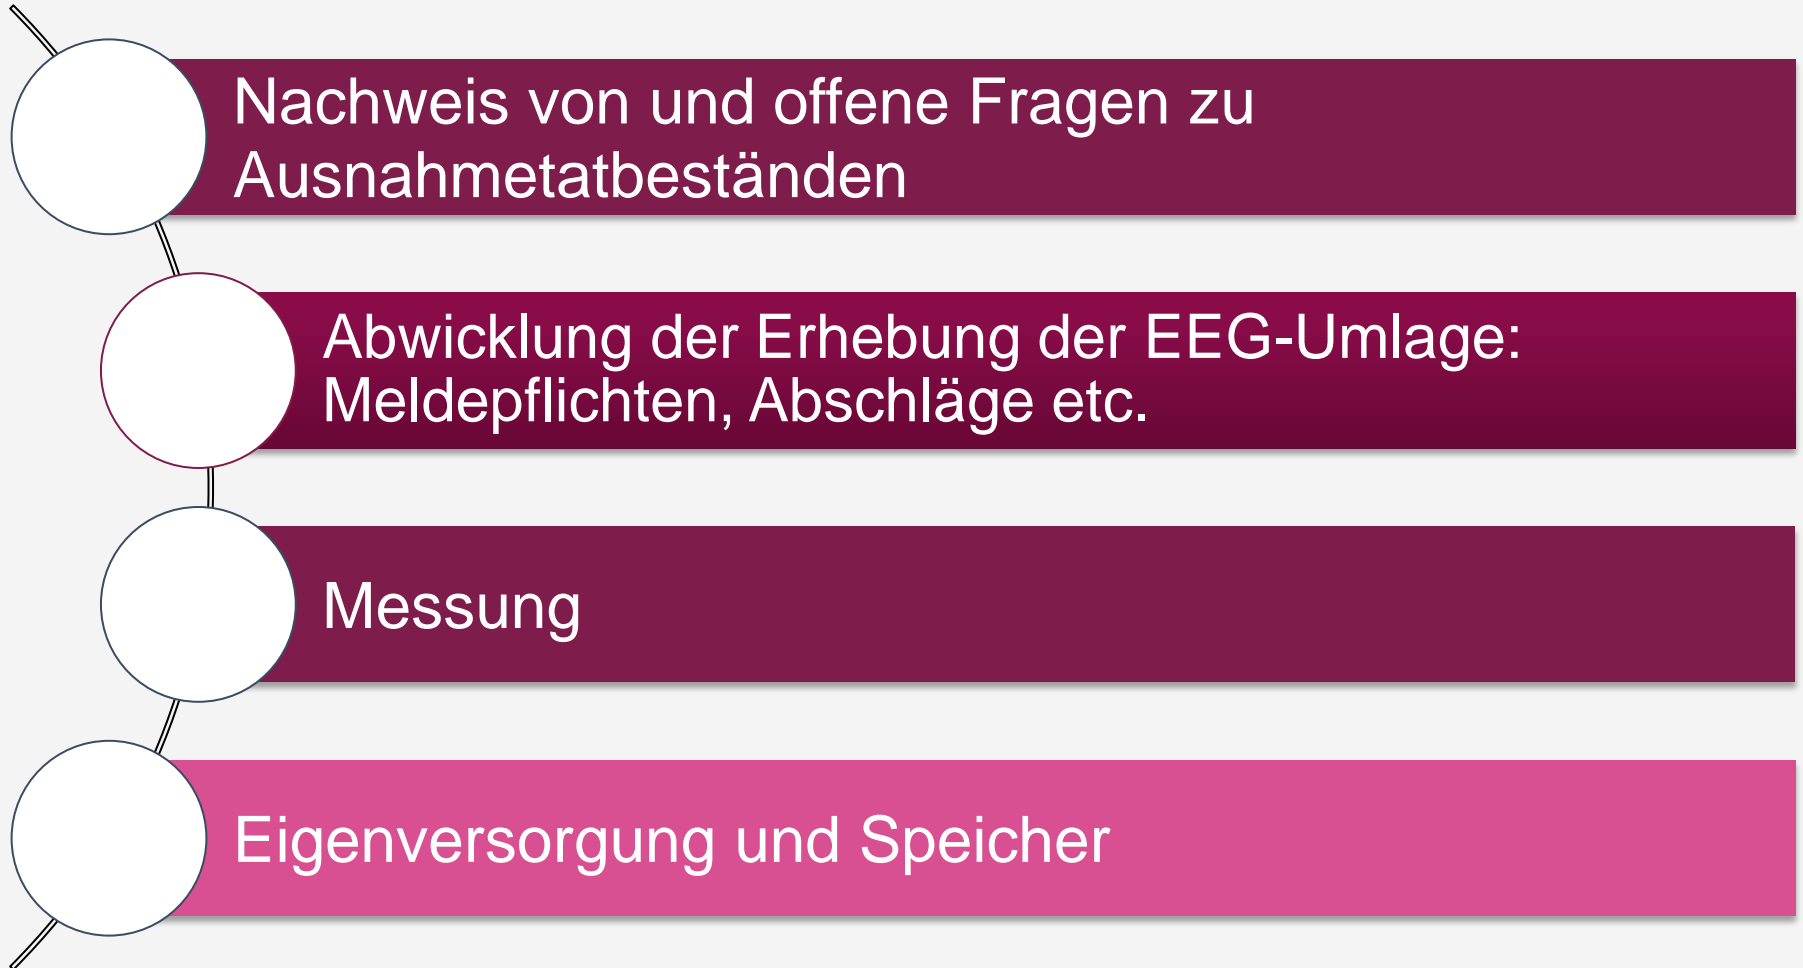 Nachweis von und offene Fragen zu
Ausnahmetatbeständen
Abwicklung der Erhebung der EEG-Umlage:
Meldepflichten, Abschläge etc.
Messung
Eigenversorgung und Speicher